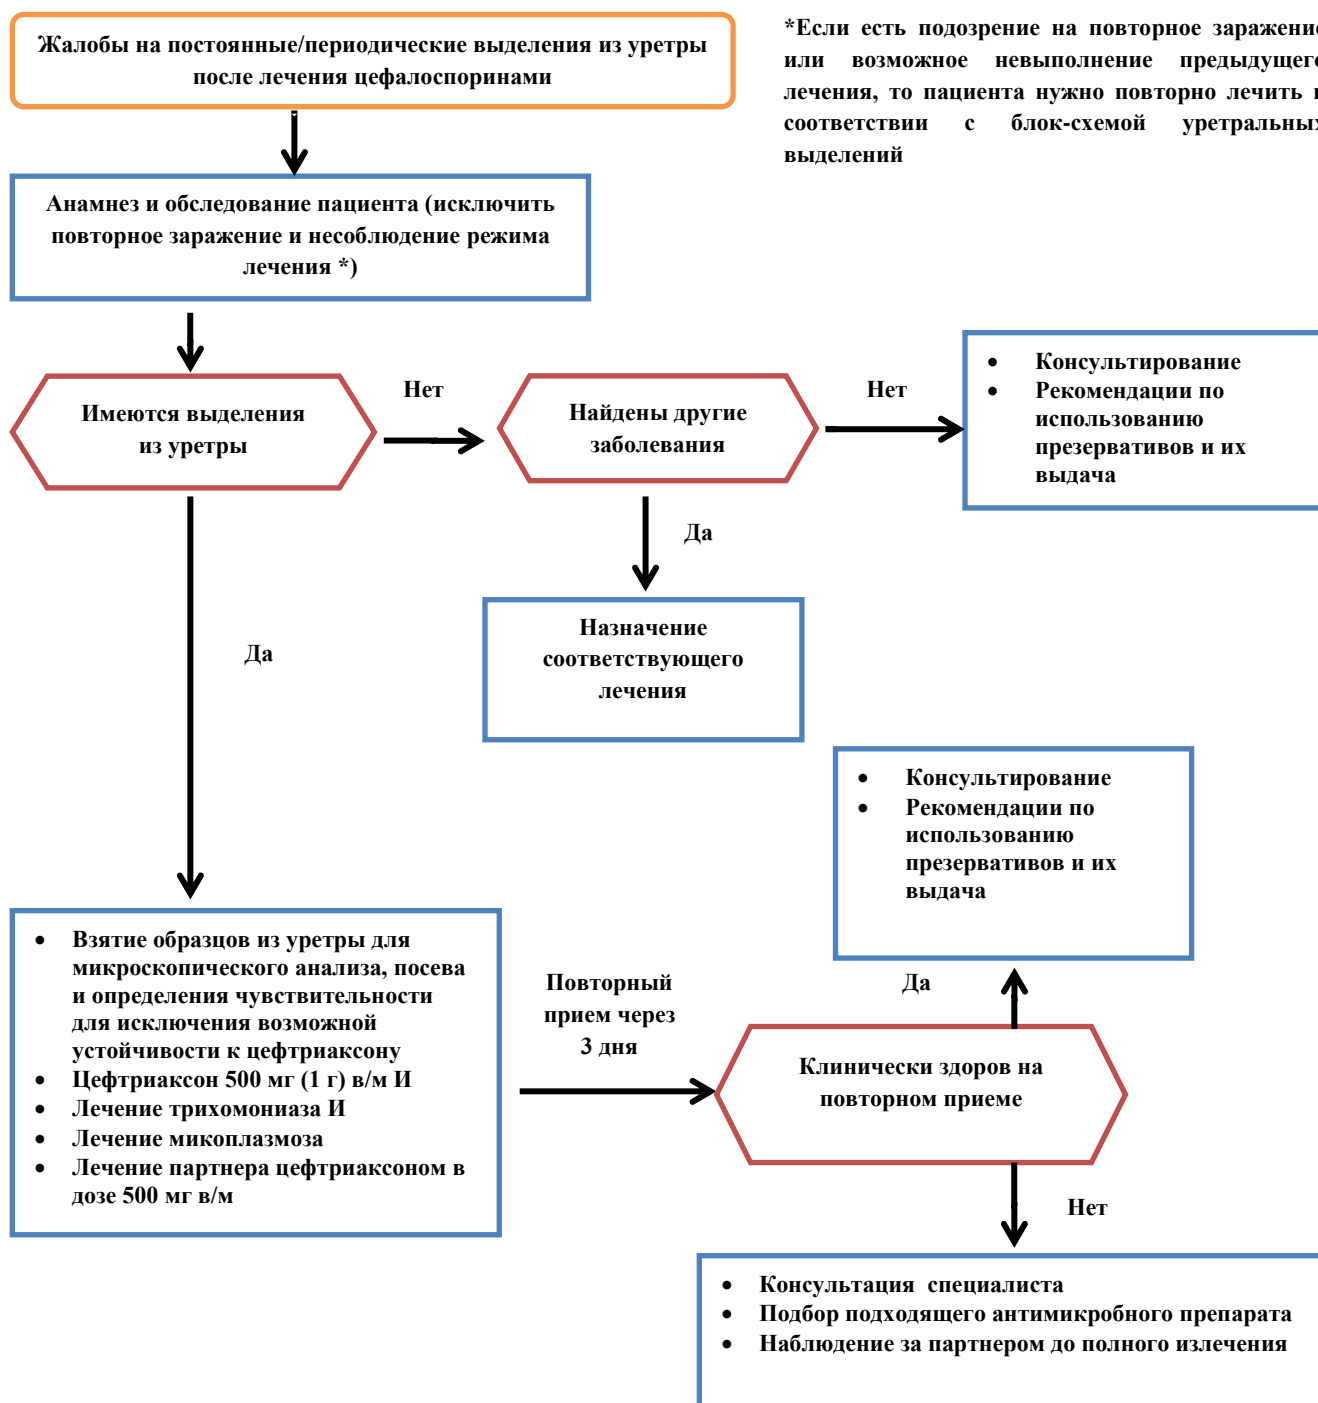 Жалобы на постоянные/периодические выделения из уретры
после лечения цефалоспоринами
*Если есть подозрение на повторное заражение
или возможное невыполнение предыдущего
лечения, то пациента нужно повторно лечить
соответствии с блок-схемой уретральных
выделений
Анамнез и обследование пациента (исключить
повторное заражение и несоблюдение режима
лечения *)
Имеются выделения
из уретры
Нет
Найдены другие
заболевания
Нет
• Консультирование
• Рекомендации по
использованию
презервативов и их
выдача
Да
Назначение
соответствующего
лечения
Да
• Консультирование
• Рекомендации по
использованию
презервативов и их
выдача
• Взятие образцов из уретры для
микроскопического анализа, посева
и определения чувствительности
для исключения возможной
устойчивости к цефтриаксону
• Цефтриаксон 500 мг (1 г) в/м И
• Лечение трихомониаза И
• Лечение микоплазмоза
• Лечение партнера цефтриаксоном в
дозе 500 мг в/м
Повторный
прием через
3 дня
Да
Клинически здоров на
повторном приеме
Нет
• Консультация специалиста
• Подбор подходящего антимикробного препарата
• Наблюдение за партнером до полного излечения